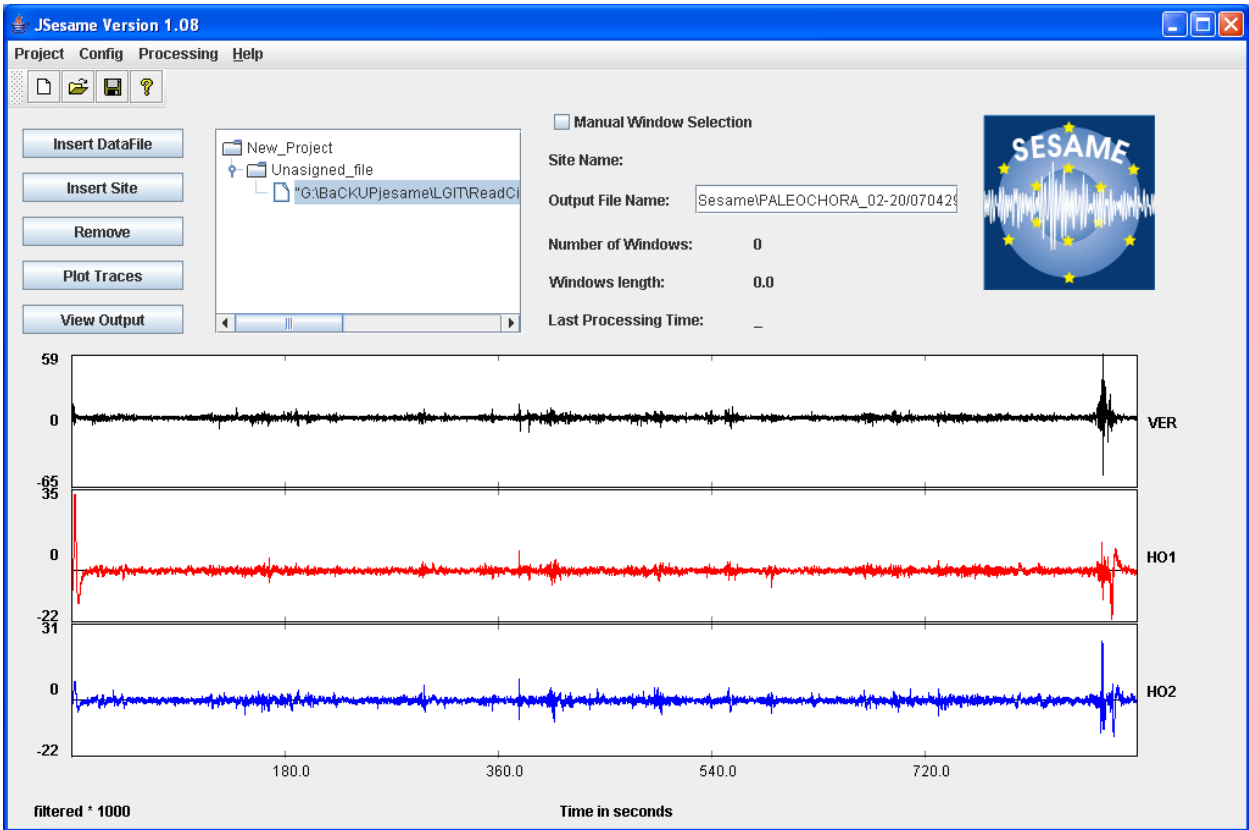 JSesame Version 1.08
Project Config Processing Help
Insert DataFile
Insert Site
Remove
Plot Traces
View Output
New_Project
Unasigned_file
"G:\BaCKUPjesame\LGIT\ReadCi
Manual Window Selection
Site Name:
Output File Name: Sesame\PALEOCHORA_02-20/070429
Number of Windows: 0
Windows length: 0.0
Last Processing Time: _
SESAME
59
0
-65
VER
35
0
-22
HO1
31
0
-22
HO2
180.0 360.0 540.0 720.0
filtered * 1000 Time in seconds